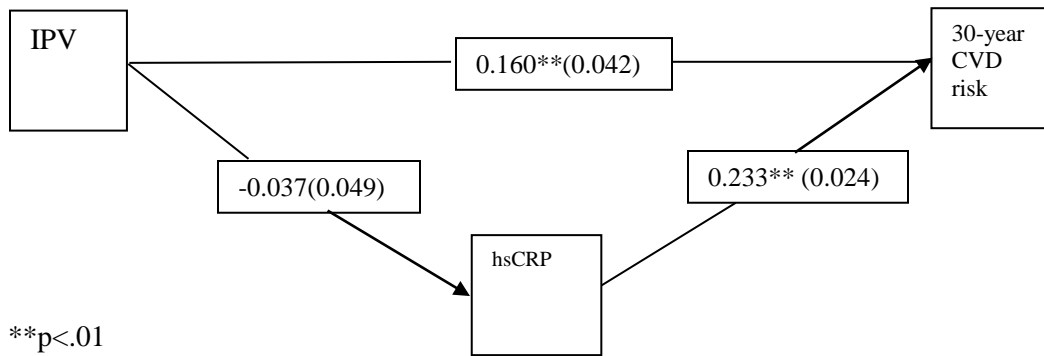 IPV
0.160**(0.042)
30-year
CVD
risk
-0.037(0.049)
0.233** (0.024)
hsCRP
**p<.01